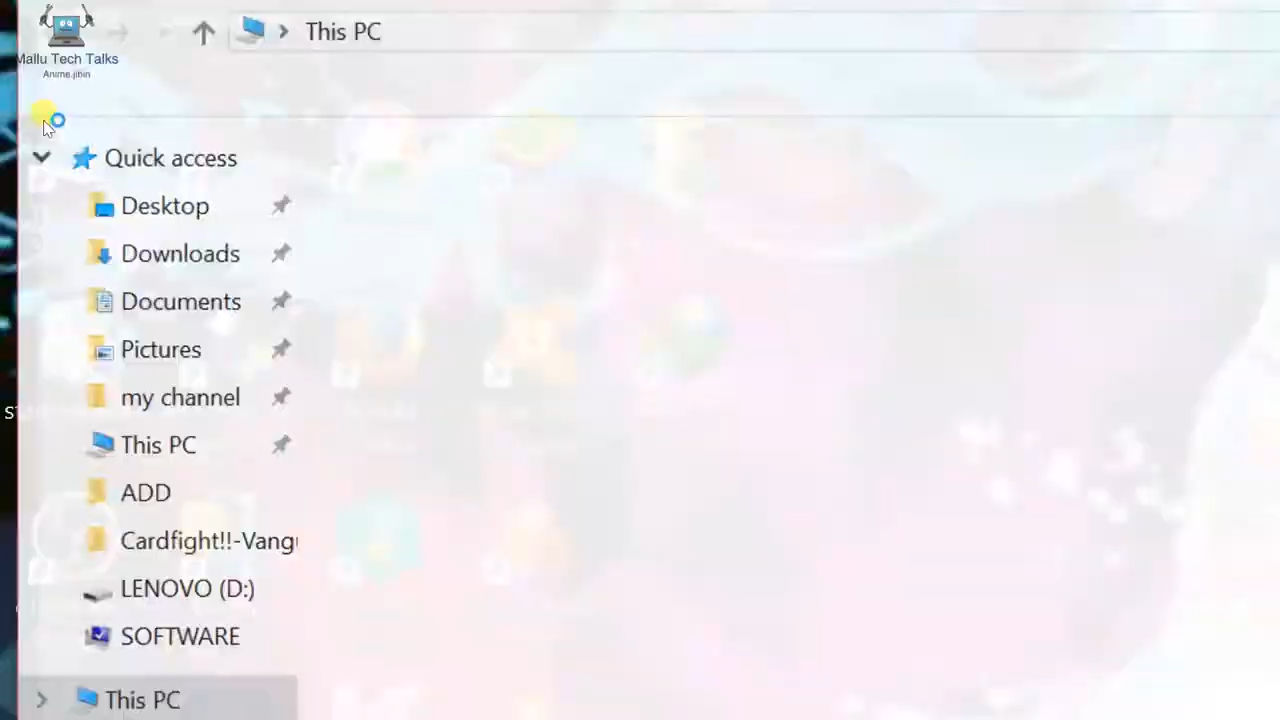 This PC
Mallu Tech Talks
Anime.jibin
Quick access
Desktop
Downloads
Documents
Pictures
my channel
This PC
ADD
Cardfight!!-Vang
LENOVO (D:)
SOFTWARE
This PC